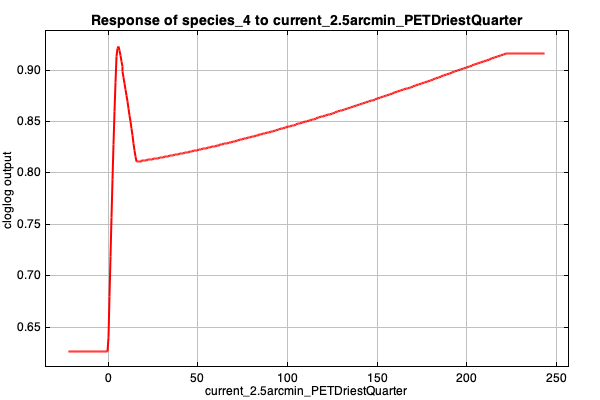 Response of species_4 to current_2.5arcmin_PETDriestQuarter
cloglog output
0.90
0.85
0.80
0.75
0.70
0.65
0 50 100 150 200 250
current_2.5arcmin_PETDriestQuarter